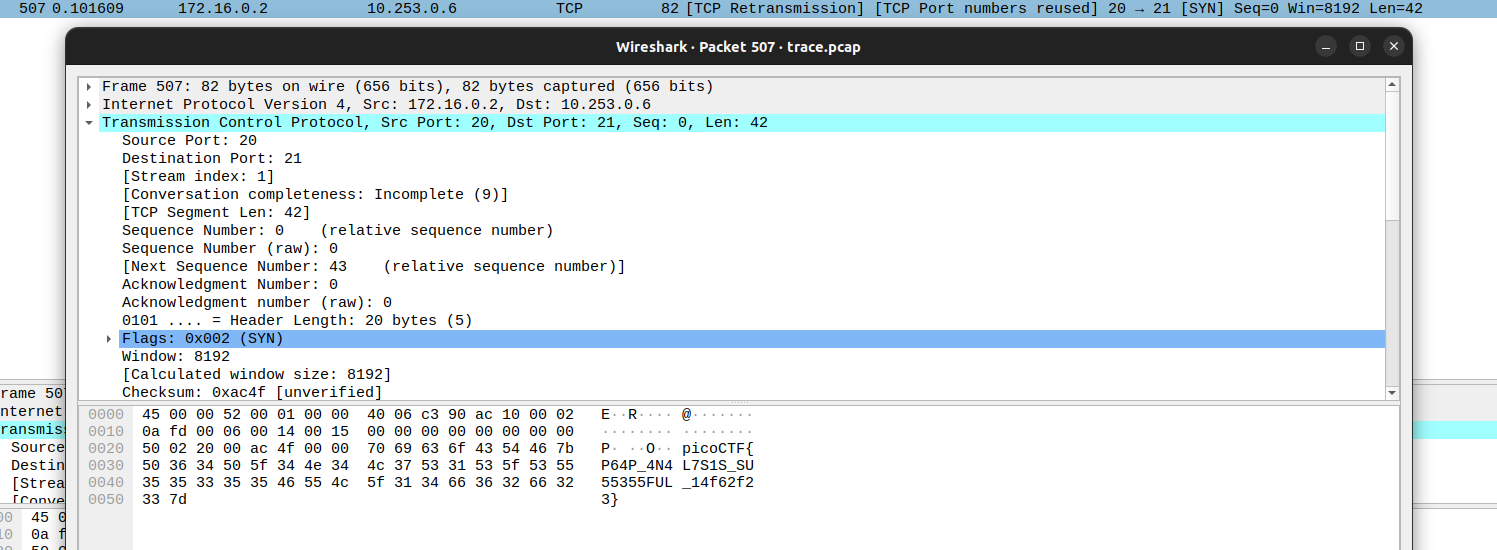 507 0.101609 172.16.0.2 10.253.0.6 TCP 82 [TCP Retransmission] [TCP Port numbers reused] 20 → 21 [SYN] Seq=0 Win=8192 Len=42
Wireshark · Packet 507 · trace.pcap
Frame 507: 82 bytes on wire (656 bits), 82 bytes captured (656 bits)
Internet Protocol Version 4, Src: 172.16.0.2, Dst: 10.253.0.6
Transmission Control Protocol, Src Port: 20, Dst Port: 21, Seq: 0, Len: 42
Source Port: 20
Destination Port: 21
[Stream index: 1]
[Conversation completeness: Incomplete (9)]
[TCP Segment Len: 42]
Sequence Number: 0 (relative sequence number)
Sequence Number (raw): 0
[Next Sequence Number: 43 (relative sequence number)]
Acknowledgment Number: 0
Acknowledgment number (raw): 0
0101 .... = Header Length: 20 bytes (5)
Flags: 0x002 (SYN)
Window: 8192
[Calculated window size: 8192]
Checksum: 0xac4f [unverified]
0000 45 00 00 52 00 01 00 00 40 06 c3 90 ac 10 00 02 E··R···· @·······
0010 0a fd 00 06 00 14 00 15 00 00 00 00 00 00 00 00 ········ ········
0020 50 02 20 00 ac 4f 00 00 70 69 63 6f 43 54 46 7b P· ··O·· picoCTF{
0030 50 36 34 50 5f 34 4e 34 4c 37 53 31 53 5f 53 55 P64P_4N4 L7S1S_SU
0040 35 35 33 35 35 46 55 4c 5f 31 34 66 36 32 66 32 55355FUL _14f62f2
0050 33 7d 3}
rame 507
nternet
ransmiss
Source
Destin
[Strea
[Conve
00 45 0
10 0a f